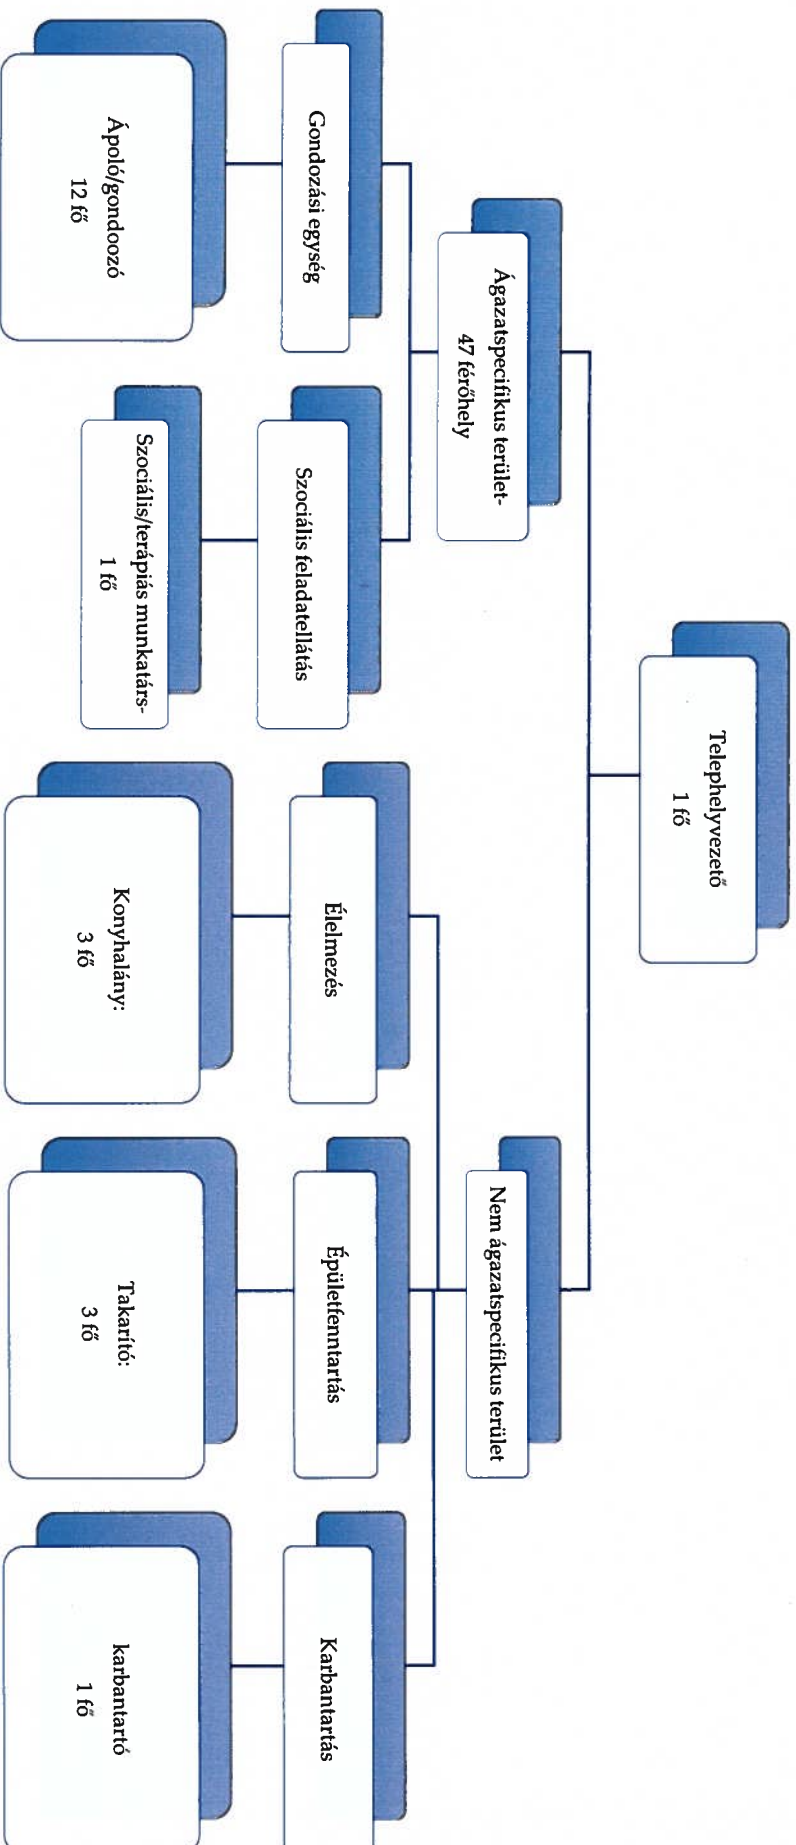 Telephelyvezető
1 fő
Ágazatspecifikus terület-
47 férőhely
Nem ágazatspecifikus terület
Gondozási egység
Szociális feladatellátás
Élelmezés
Épületfenntartás
Karbantartás
Ápoló/gondoozó
12 fő
Szociális/terápiás munkatárs-
1 fő
Konyhalány:
3 fő
Takarító:
3 fő
karbantartó
1 fő